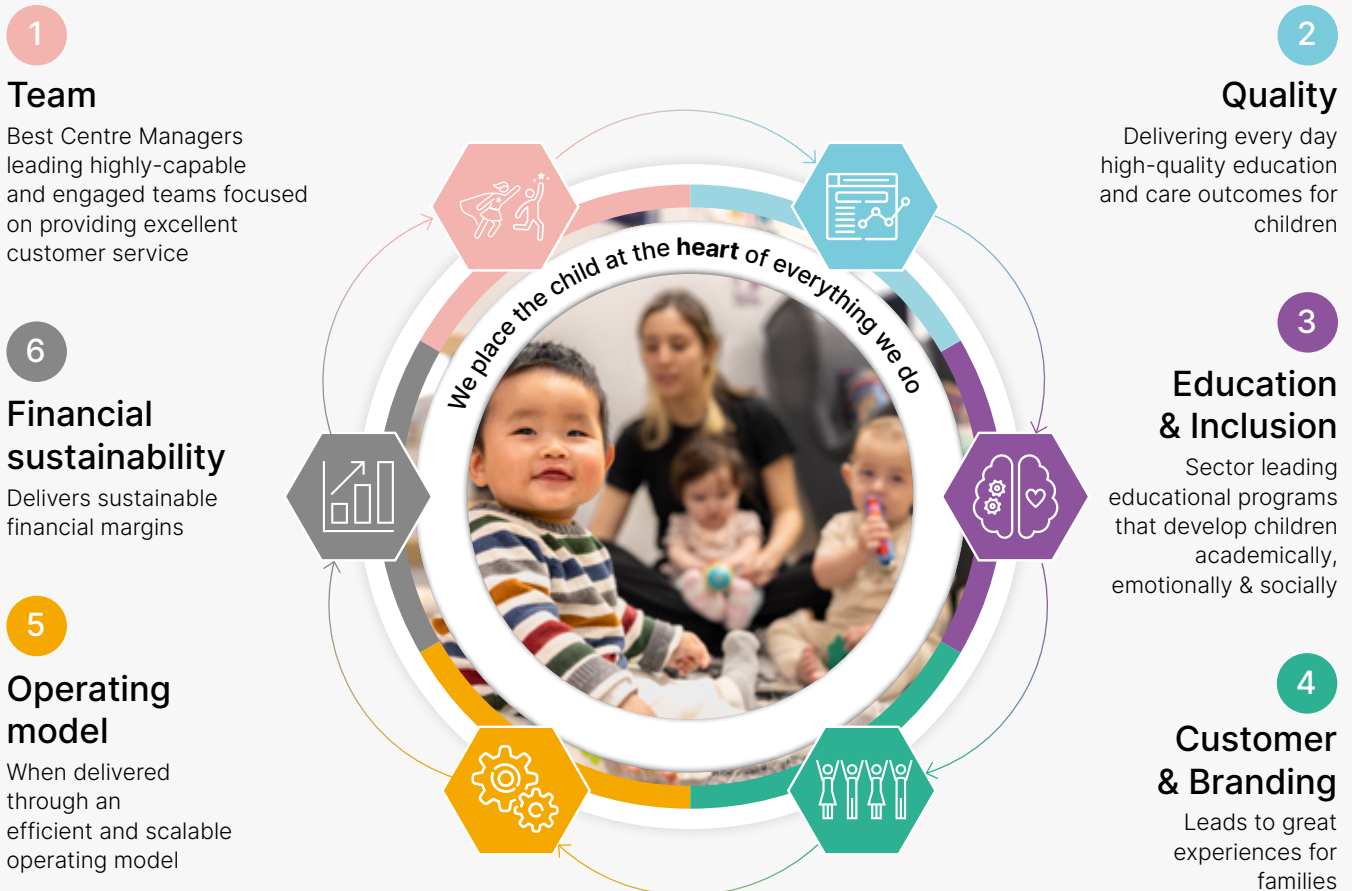 1
Team
Best Centre Managers
leading highly-capable
and engaged teams focused
on providing excellent
customer service
2
Quality
Delivering every day
high-quality education
and care outcomes for
children
We place the child at the heart of everything we do
3
Education
& Inclusion
Sector leading
educational programs
that develop children
academically,
emotionally & socially
4
Customer
& Branding
Leads to great
experiences for
families
5
Operating
model
When delivered
through an
efficient and scalable
operating model
6
Financial
sustainability
Delivers sustainable
financial margins